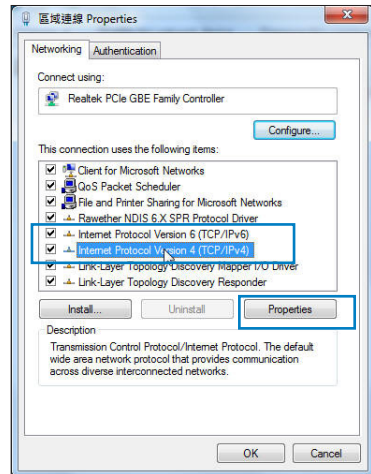 區域連線 Properties
Networking Authentication
Connect using:
Realtek PCIe GBE Family Controller
Configure...
This connection uses the following items:
Client for Microsoft Networks
QoS Packet Scheduler
File and Printer Sharing for Microsoft Networks
Rawether NDIS 6.X SPR Protocol Driver
Internet Protocol Version 6 (TCP/IPv6)
Internet Protocol Version 4 (TCP/IPv4)
Link-Layer Topology Discovery Mapper I/O Driver
Link-Layer Topology Discovery Responder
Install... Uninstall Properties
Description
Transmission Control Protocol/Internet Protocol. The default
wide area network protocol that provides communication
across diverse interconnected networks.
OK Cancel